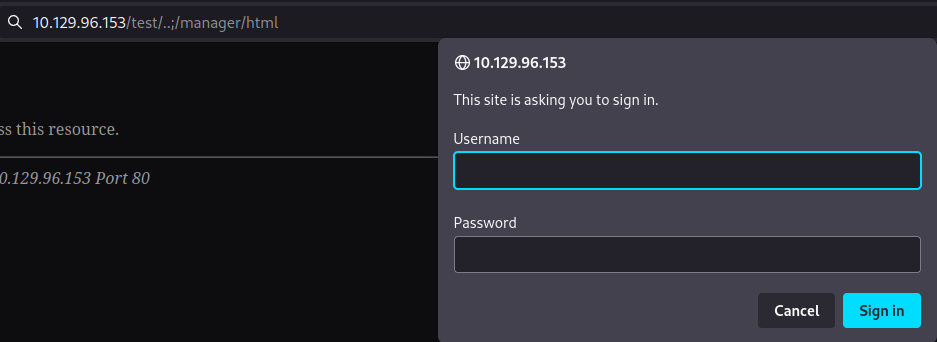 10.129.96.153/test/..;/manager/html
10.129.96.153
This site is asking you to sign in.
Username
ss this resource.
0.129.96.153 Port 80
Password
Cancel
Sign in